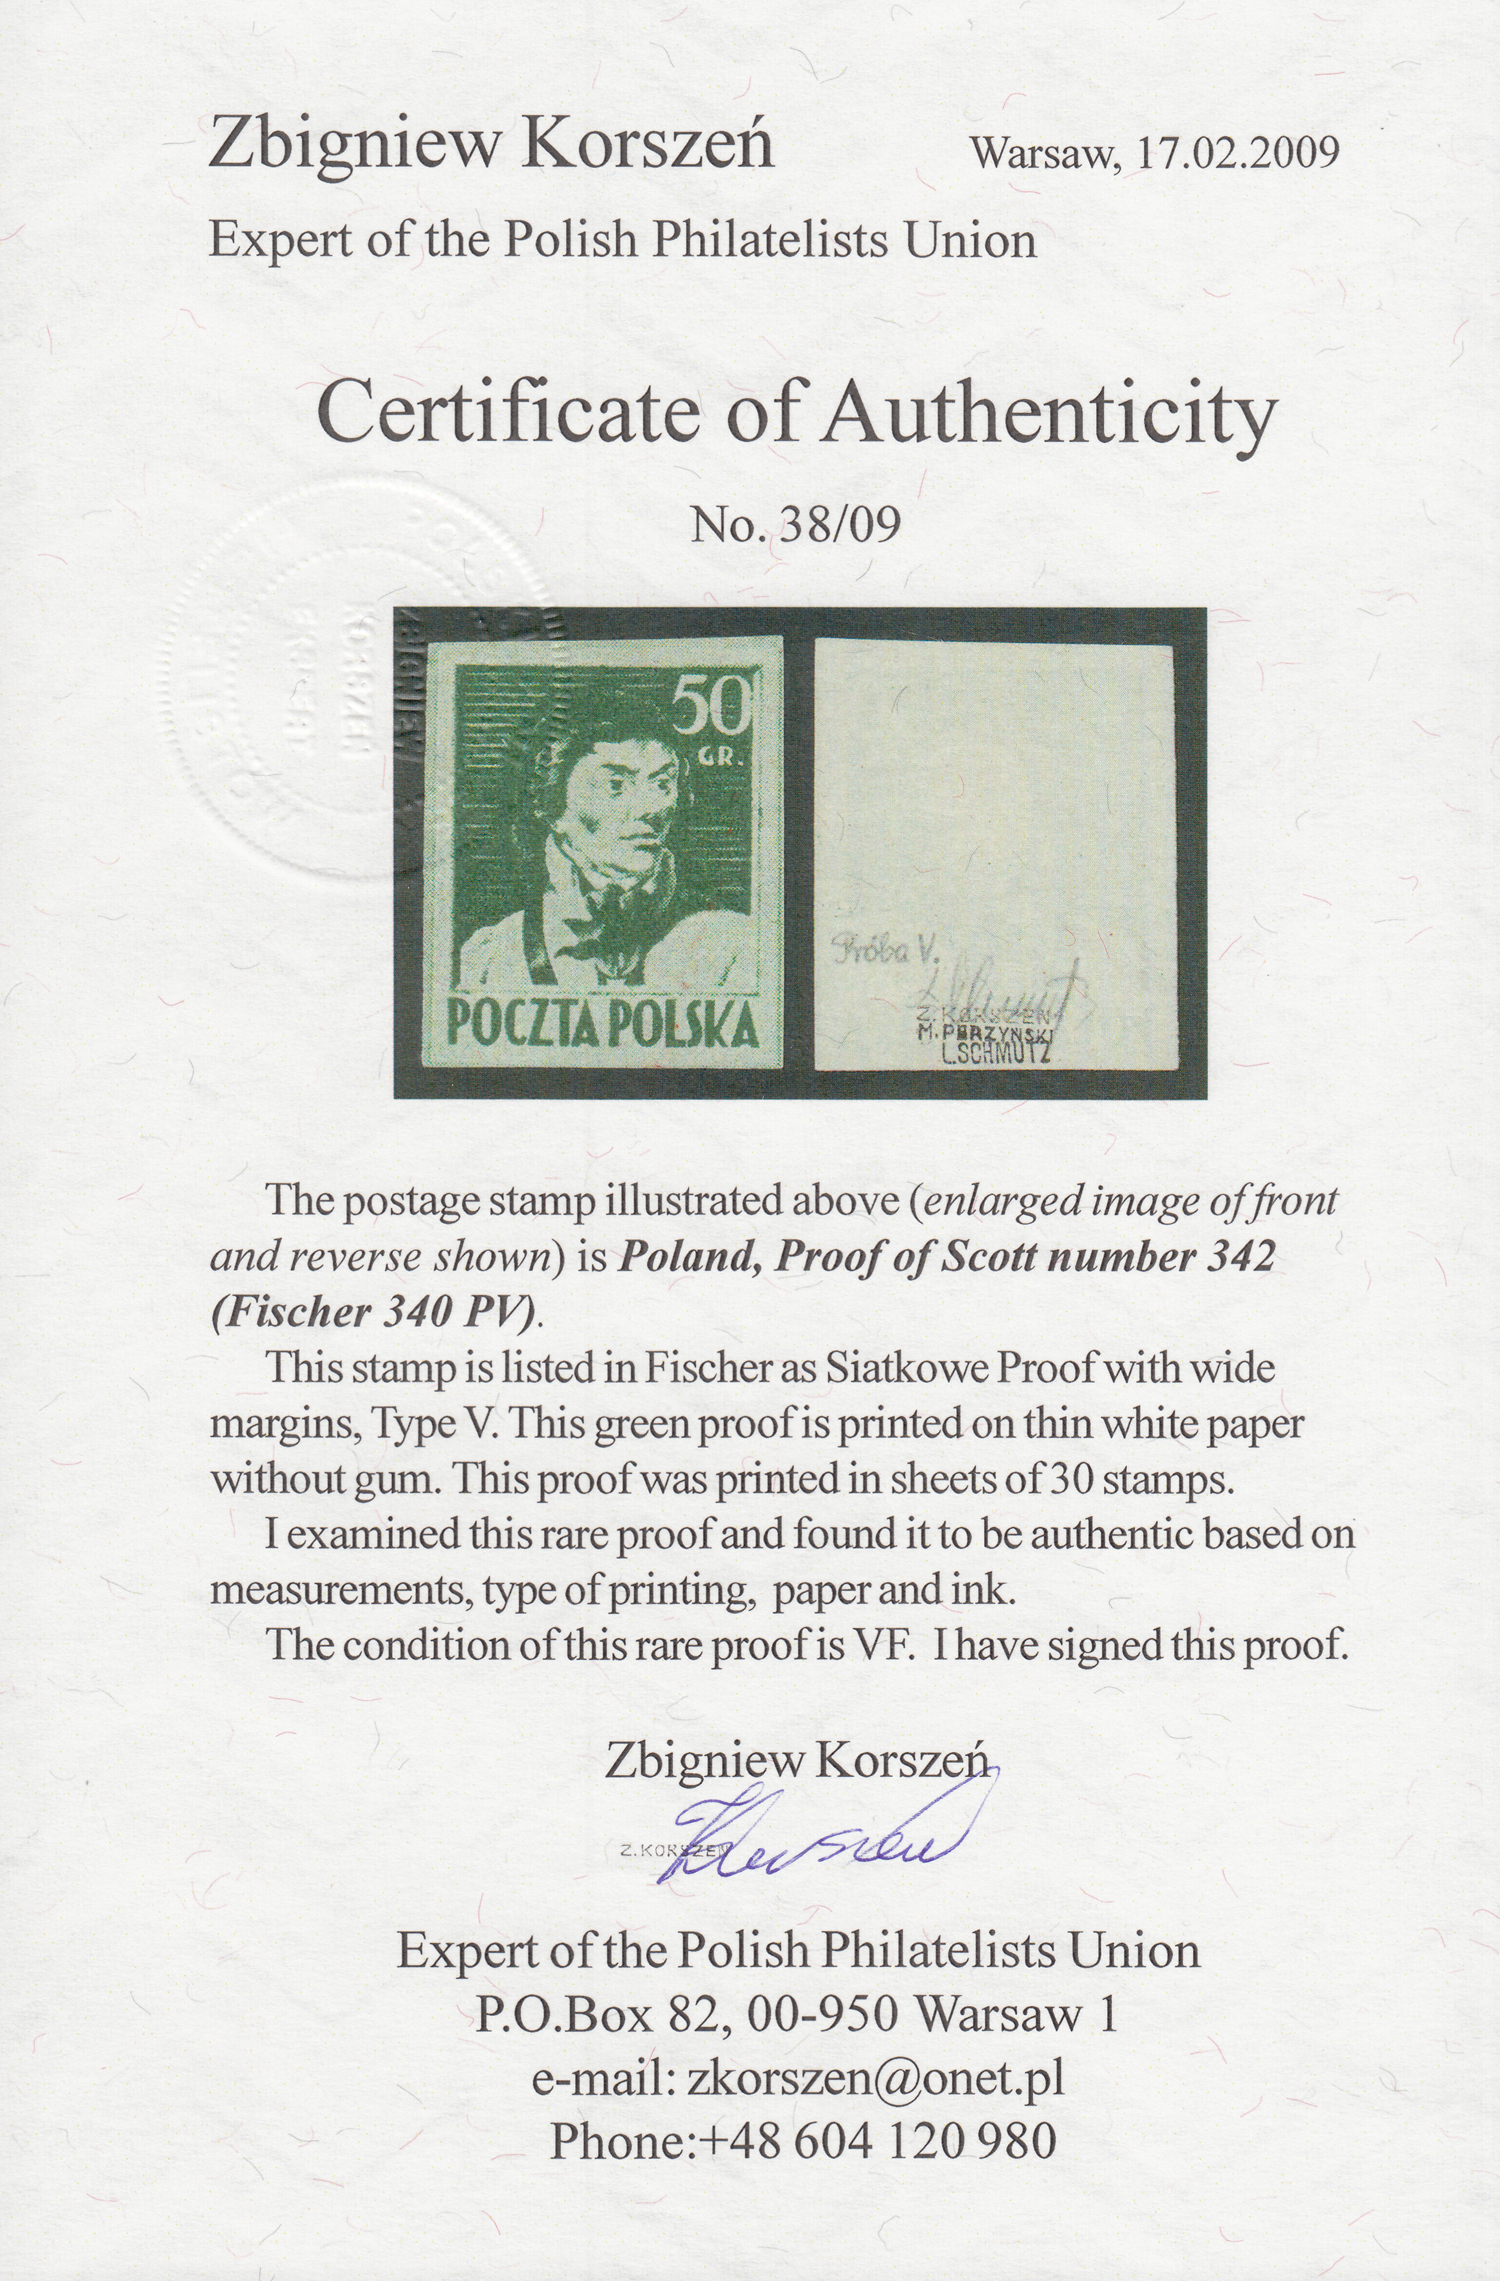 Zbigniew Korszeń
Warsaw, 17.02.2009
Expert of the Polish Philatelists Union
Certificate of Authenticity
No. 38/09
ZBIGNIEW
KORSZEN
50
GR.
POCZTA POLSKA
Próba V.
Z. KORSZEN
M. PERZYŃSKI
L. SCHMUTZ
The postage stamp illustrated above (enlarged image of front
and reverse shown) is Poland, Proof of Scott number 342
(Fischer 340 PV).
This stamp is listed in Fischer as Siatkowe Proof with wide
margins, Type V. This green proof is printed on thin white paper
without gum. This proof was printed in sheets of 30 stamps.
I examined this rare proof and found it to be authentic based on
measurements, type of printing, paper and ink.
The condition of this rare proof is VF. I have signed this proof.
Zbigniew Korszeń
Z.KORSZEN
Expert of the Polish Philatelists Union
P.O.Box 82, 00-950 Warsaw 1
e-mail: zkorszen@onet.pl
Phone:+48 604 120 980